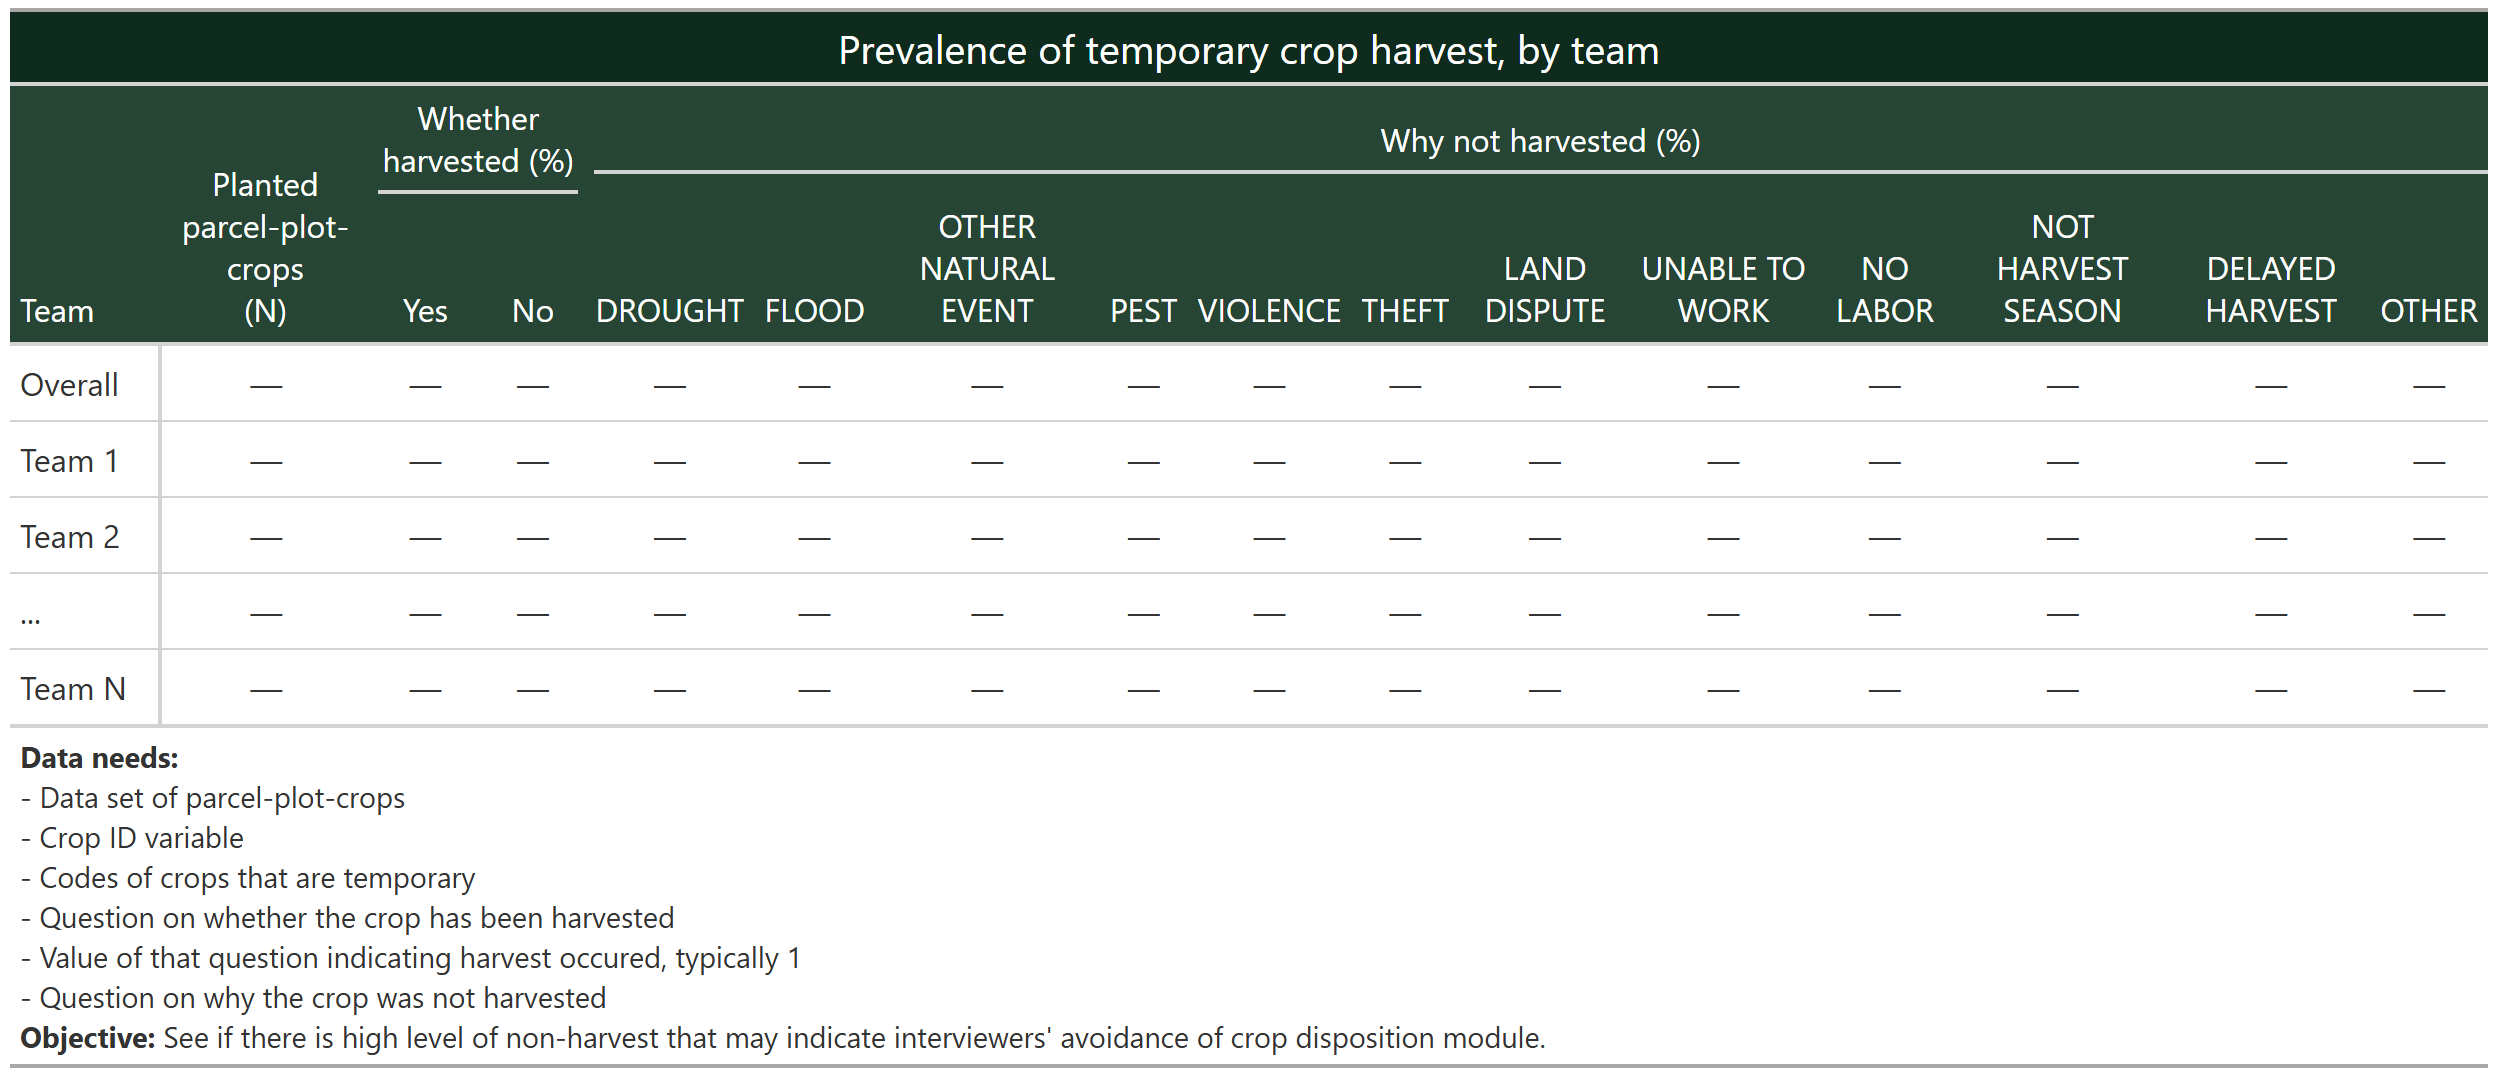 Prevalence of temporary crop harvest, by team
Whether
harvested (%)
Why not harvested (%)
Team
Planted
parcel-plot-
crops
(N)
Yes
No
DROUGHT
FLOOD
OTHER
NATURAL
EVENT
PEST
VIOLENCE
THEFT
LAND
DISPUTE
UNABLE TO
WORK
NO
LABOR
NOT
HARVEST
SEASON
DELAYED
HARVEST
OTHER
Overall — — — — — — — — — — — — — — —
Team 1 — — — — — — — — — — — — — — —
Team 2 — — — — — — — — — — — — — — —
... — — — — — — — — — — — — — — —
Team N — — — — — — — — — — — — — — —
Data needs:
- Data set of parcel-plot-crops
- Crop ID variable
- Codes of crops that are temporary
- Question on whether the crop has been harvested
- Value of that question indicating harvest occured, typically 1
- Question on why the crop was not harvested
Objective: See if there is high level of non-harvest that may indicate interviewers' avoidance of crop disposition module.